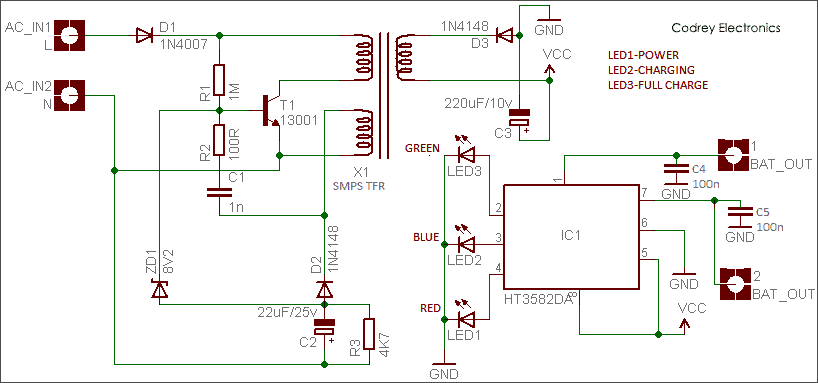 AC_IN1
L
D1
1N4007
1N4148
D3
GND
Codrey Electronics
VCC
LED1-POWER
LED2-CHARGING
LED3-FULL CHARGE
AC_IN2
N
R1
1M
T1
13001
220uF/10v
C3
R2
100R
C1
1n
X1
SMPS TFR
GREEN
LED3
BLUE
LED2
RED
LED1
GND
1
2
3
4
IC1
HT3582DA
8
7
6
5
C4
100n
GND
1
BAT_OUT
C5
100n
GND
GND
2
BAT_OUT
VCC
ZD1
8V2
D2
1N4148
22uF/25v
C2
R3
4K7